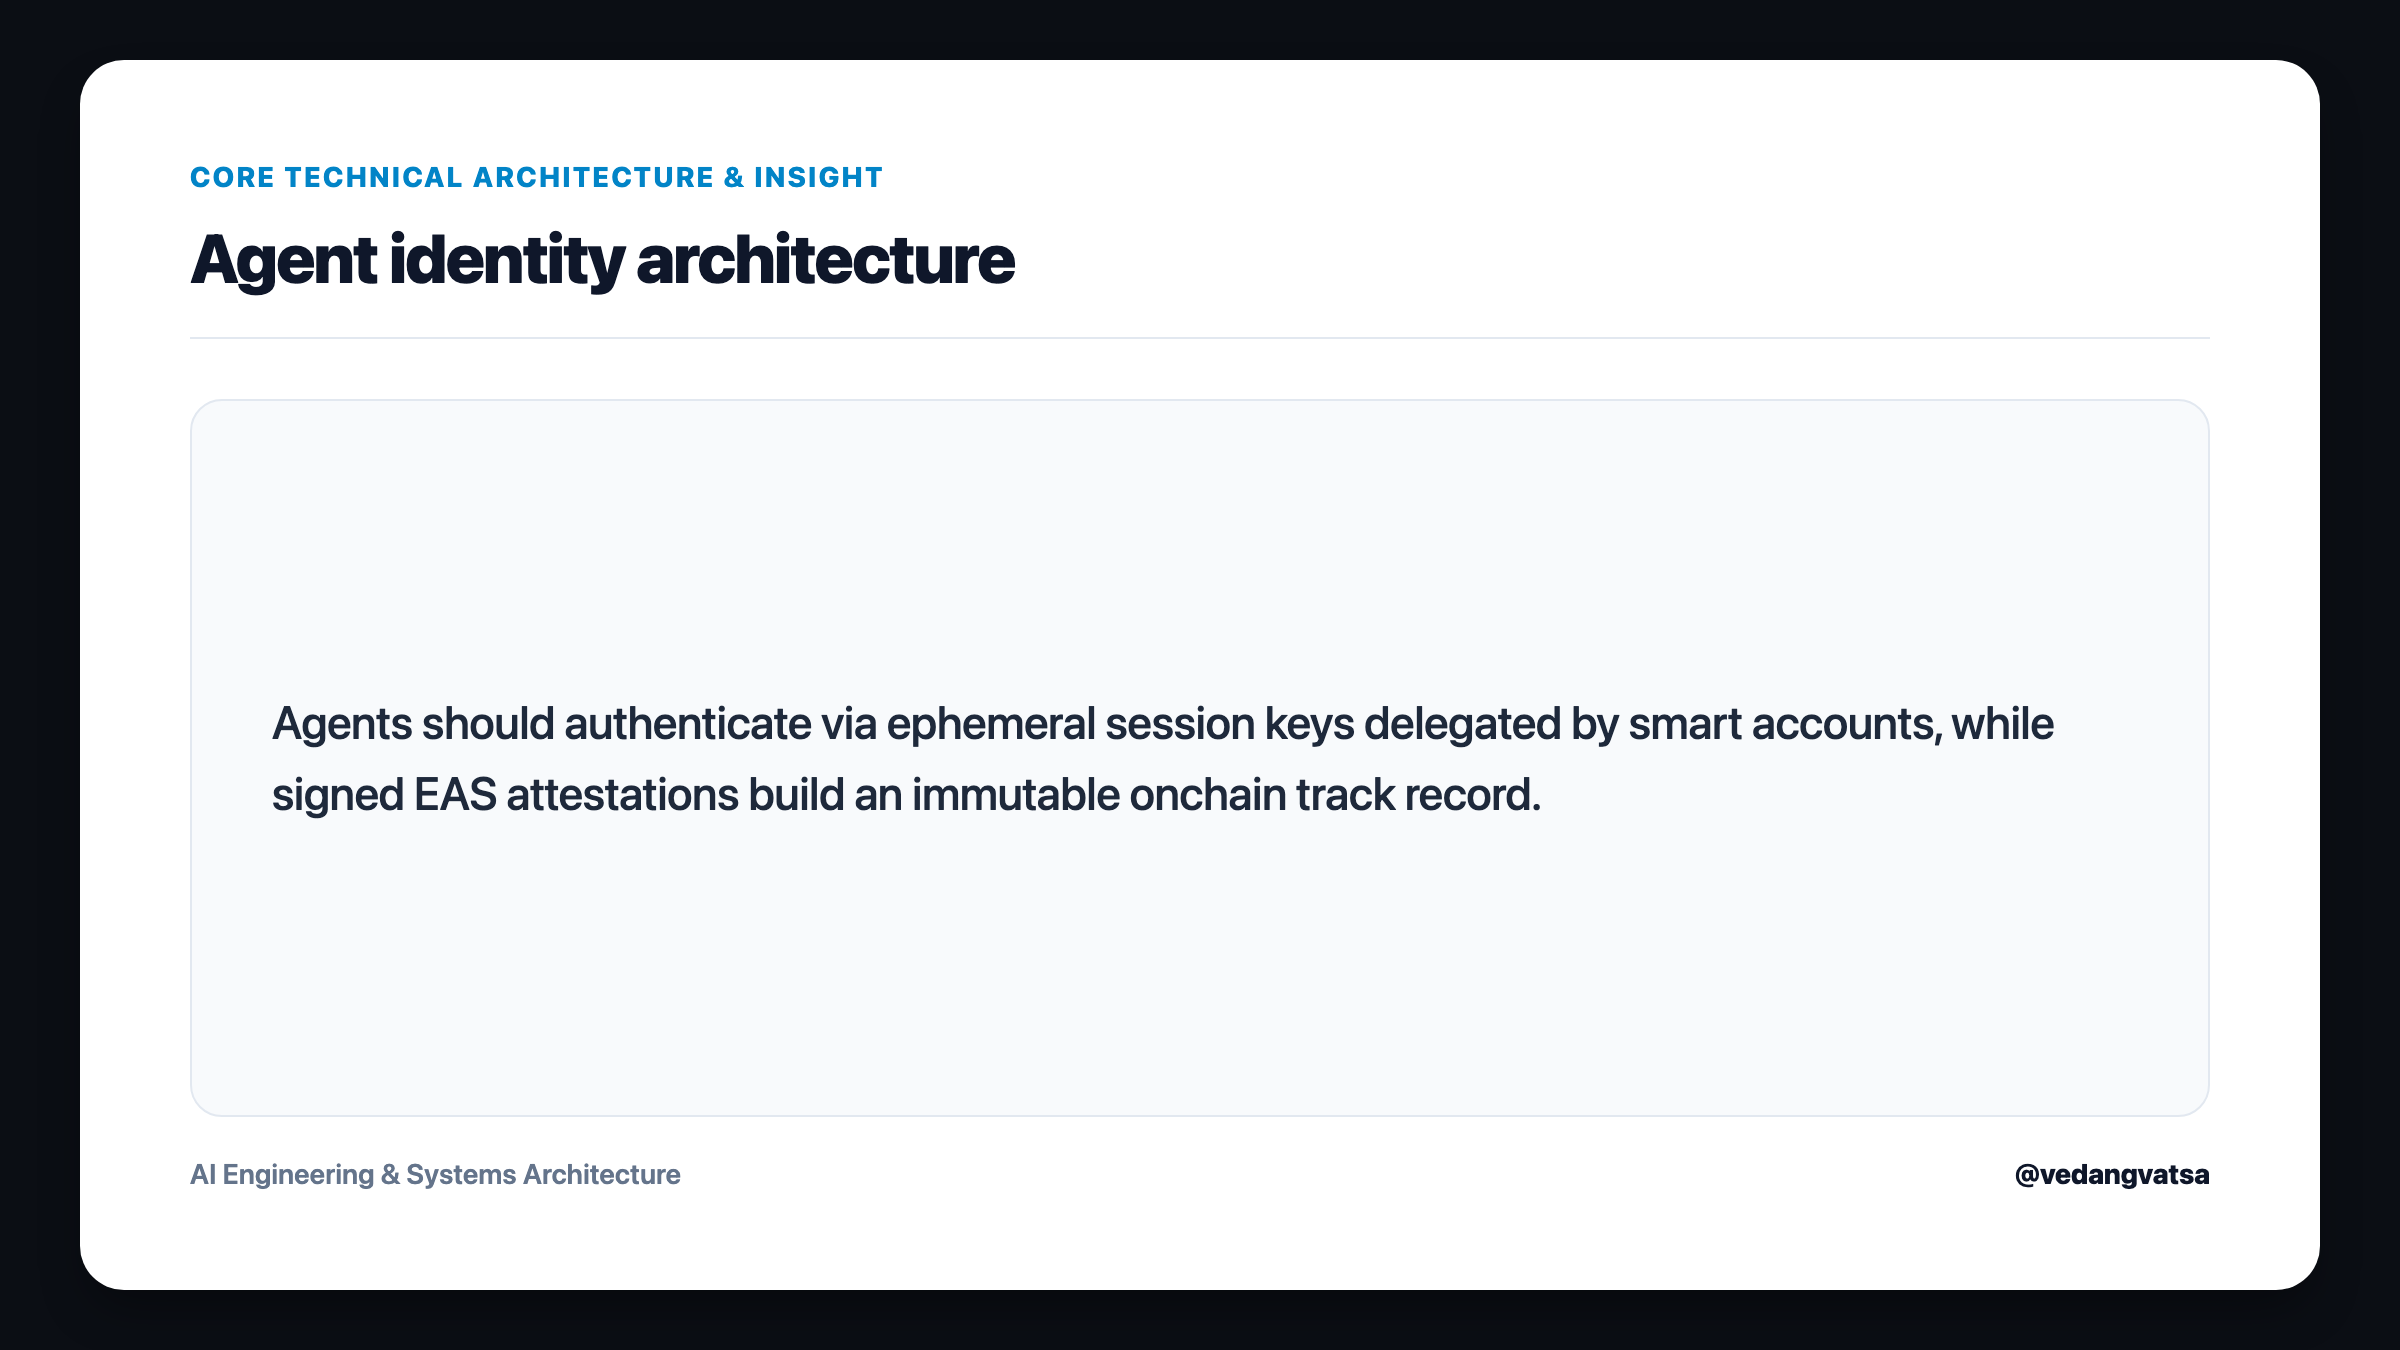 CORE TECHNICAL ARCHITECTURE & INSIGHT
Agent identity architecture
Agents should authenticate via ephemeral session keys delegated by smart accounts, while
signed EAS attestations build an immutable onchain track record.
AI Engineering & Systems Architecture
@vedangvatsa